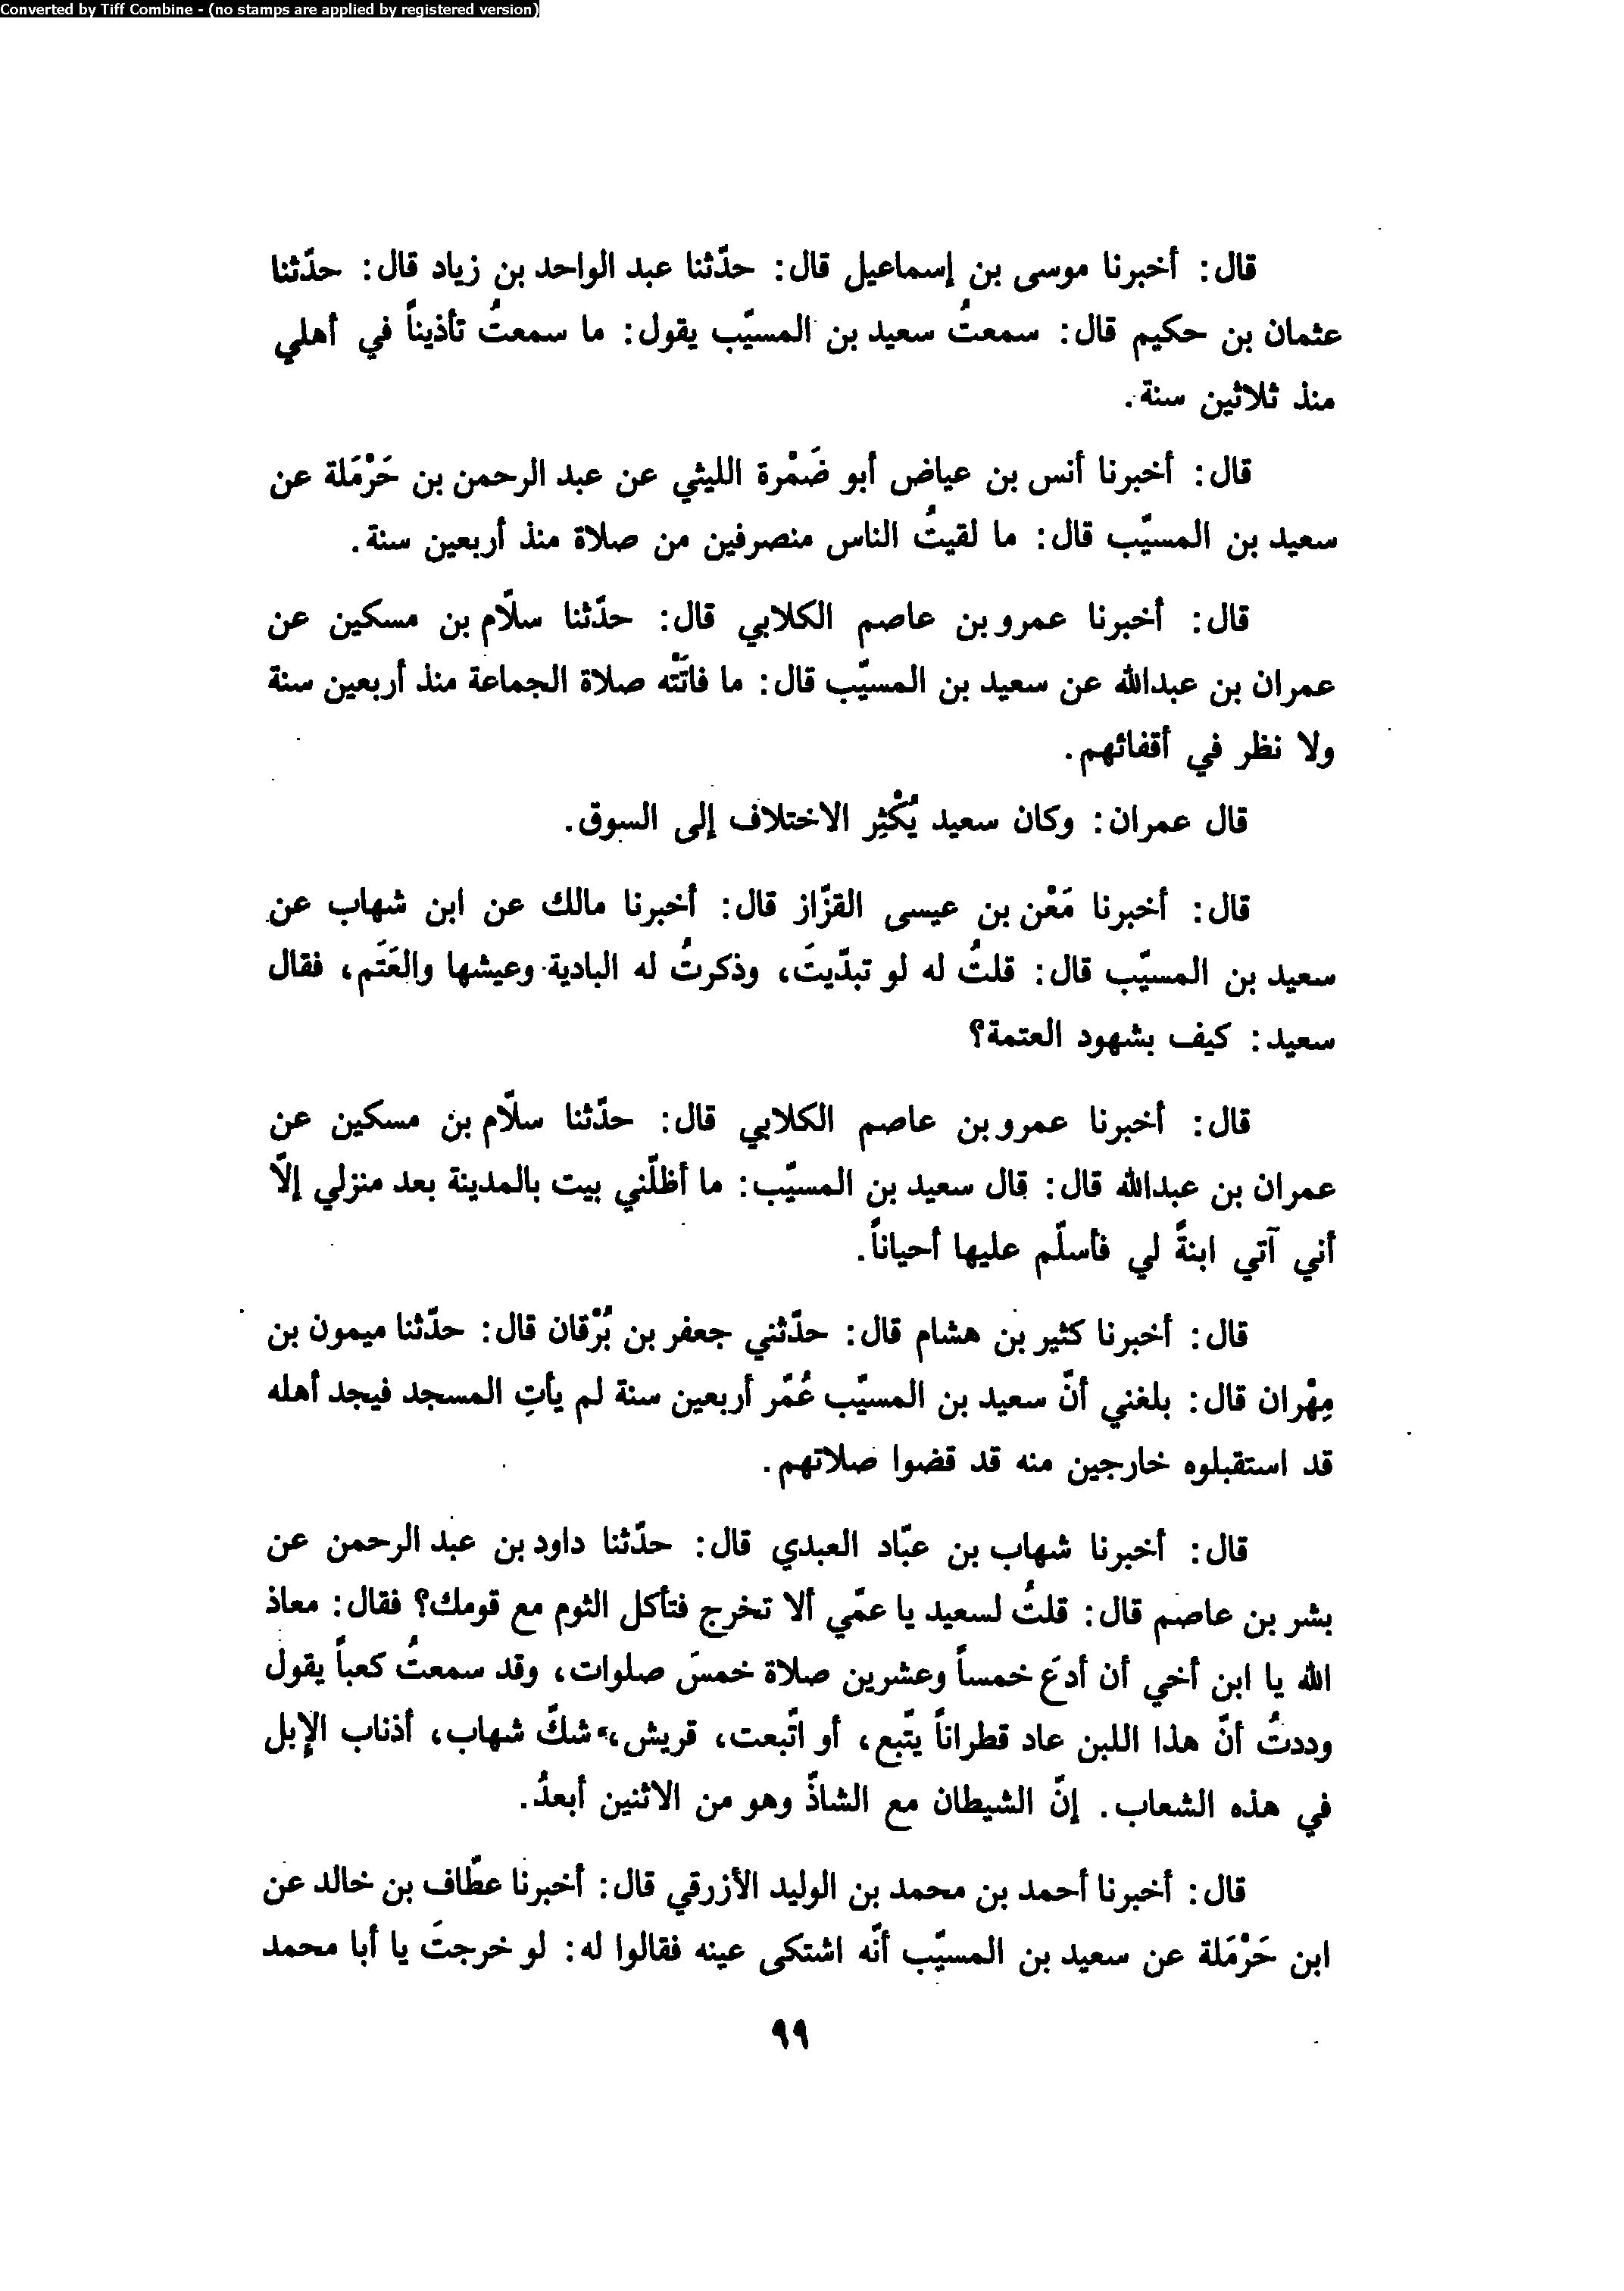 Converted by Tiff Combine - (no stamps are applied by registered version)
قال: أخبرنا موسى بن إسماعيل قال: حدّثنا عبد الواحد بن زياد قال: حدّثنا
عثمان بن حكيم قال: سمعتُ سعيد بن المسيّب يقول: ما سمعتُ تأذيناً في أهلي
منذ ثلاثين سنة.
قال: أخبرنا أنس بن عياض أبو ضَمْرة الليثي عن عبد الرحمن بن حَرْمَلة عن
سعيد بن المسيّب قال: ما لقيتُ الناس منصرفين من صلاة منذ أربعين سنة.
قال: أخبرنا عمرو بن عاصم الكلابي قال: حدّثنا سلّام بن مسكين عن
عمران بن عبدالله عن سعيد بن المسيّب قال: ما فاتَتْه صلاة الجماعة منذ أربعين سنة
ولا نظر في أقفائهم.
قال عمران: وكان سعيد يُكْثِر الاختلاف إلى السوق.
قال: أخبرنا مَعْن بن عيسى القزّاز قال: أخبرنا مالك عن ابن شهاب عن
سعيد بن المسيّب قال: قلتُ له لو تبدّيتَ، وذكرتُ له البادية وعيشها والعَتَم، فقال
سعيد: كيف بشهود العتمة؟
قال: أخبرنا عمرو بن عاصم الكلابي قال: حدّثنا سلّام بن مسكين عن
عمران بن عبدالله قال: قال سعيد بن المسيّب: ما أظلّني بيت بالمدينة بعد منزلي إلّا
أني آتي ابنةً لي فأسلّم عليها أحياناً.
قال: أخبرنا كثير بن هشام قال: حدّثني جعفر بن بُرْقان قال: حدّثنا ميمون بن
مِهْران قال: بلغني أنّ سعيد بن المسيّب عُمّر أربعين سنة لم يأتِ المسجد فيجد أهله
قد استقبلوه خارجين منه قد قضوا صلاتهم.
قال: أخبرنا شهاب بن عبّاد العبدي قال: حدّثنا داود بن عبد الرحمن عن
بشر بن عاصم قال: قلتُ لسعيد يا عمّي ألا تخرج فتأكل الثوم مع قومك؟ فقال: معاذ
الله يا ابن أخي أن أدعَ خمساً وعشرين صلاة خمسَ صلوات، وقد سمعتُ كعباً يقول
وددتُ أنّ هذا اللبن عاد قطراناً يتّبع، أو اتّبعت، قريش، شكّ شهاب، أذناب الإبل
في هذه الشعاب. إنّ الشيطان مع الشاذّ وهو من الاثنين أبعدُ.
قال: أخبرنا أحمد بن محمد بن الوليد الأزرقي قال: أخبرنا عطّاف بن خالد عن
ابن حَرْمَلة عن سعيد بن المسيّب أنّه اشتكى عينه فقالوا له: لو خرجتَ يا أبا محمد
٩٩